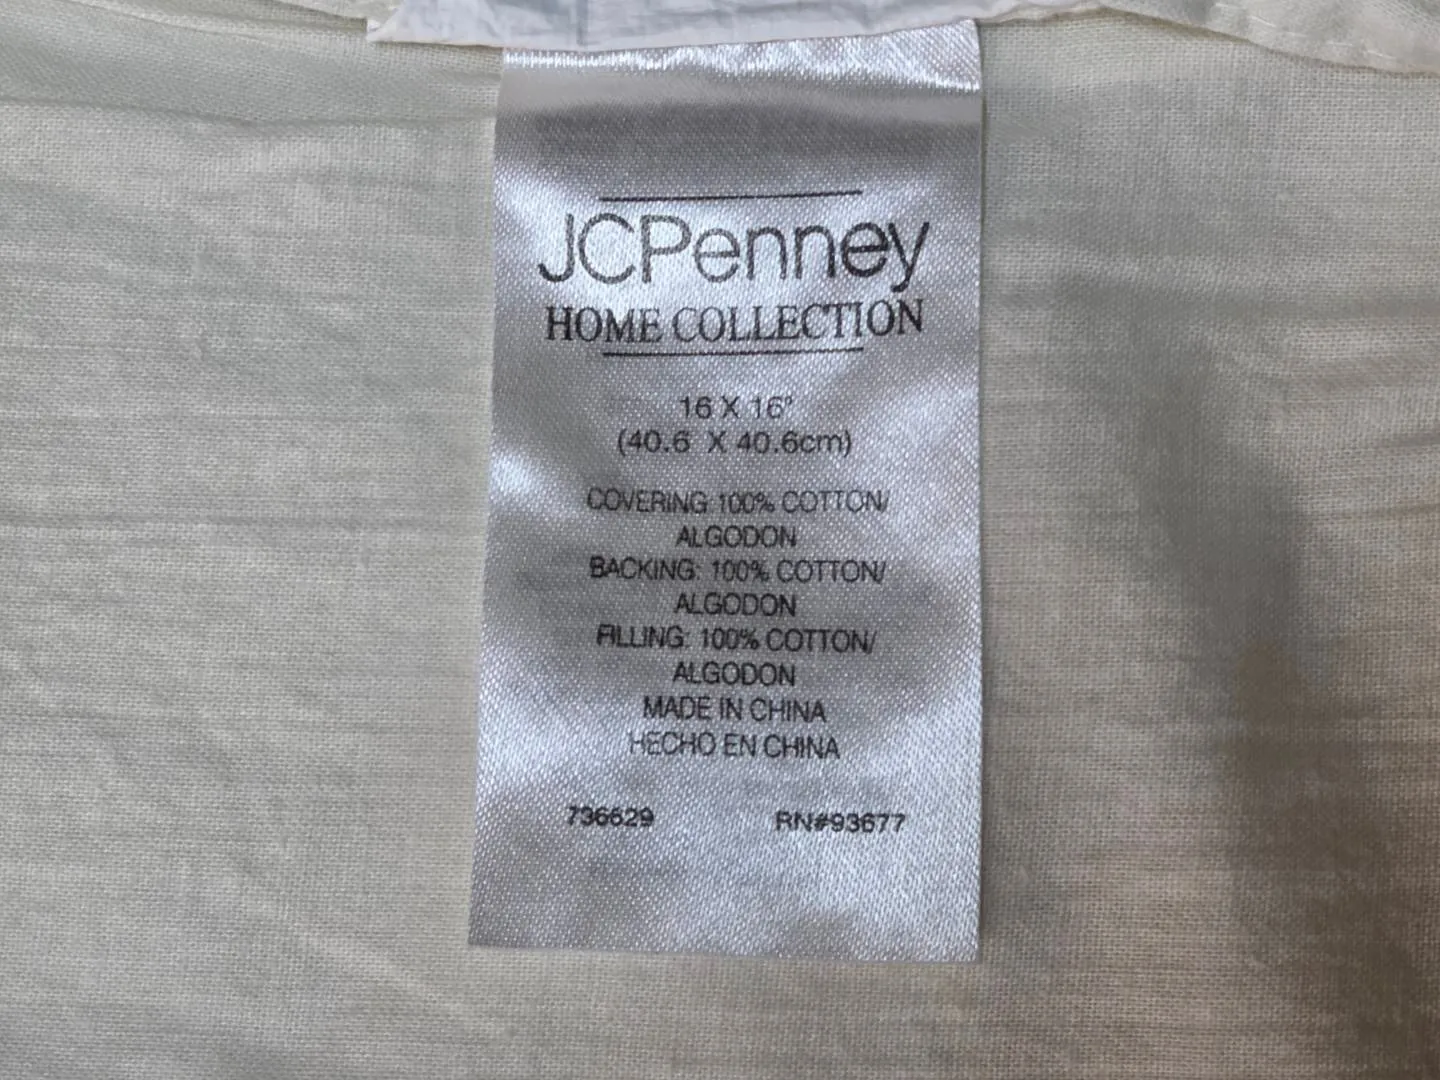 JCPenney
HOME COLLECTION
16 X 16"
(40.6 X 40.6cm)
COVERING: 100% COTTON/
ALGODON
BACKING: 100% COTTON/
ALGODON
FILLING: 100% COTTON/
ALGODON
MADE IN CHINA
HECHO EN CHINA
736629 RN#93677